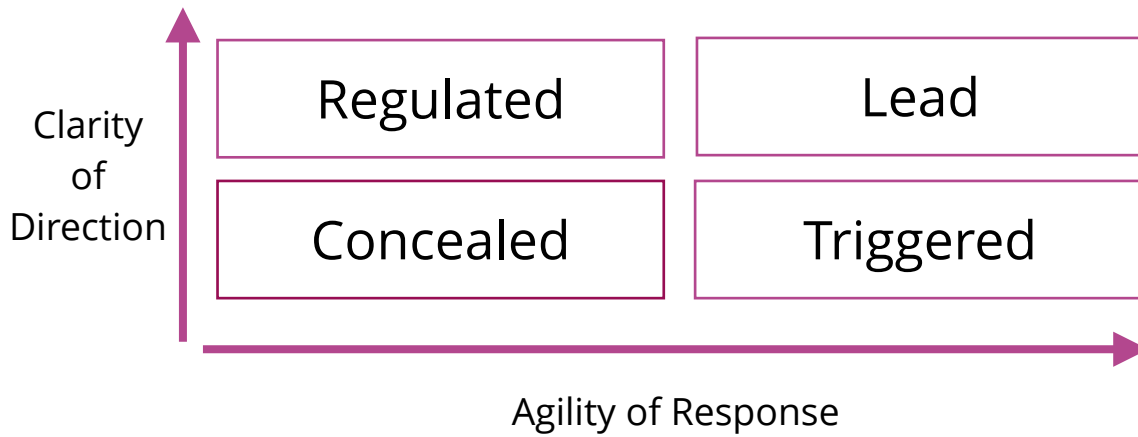 Regulated
Lead
Clarity
of
Direction
Concealed
Triggered
Agility of Response